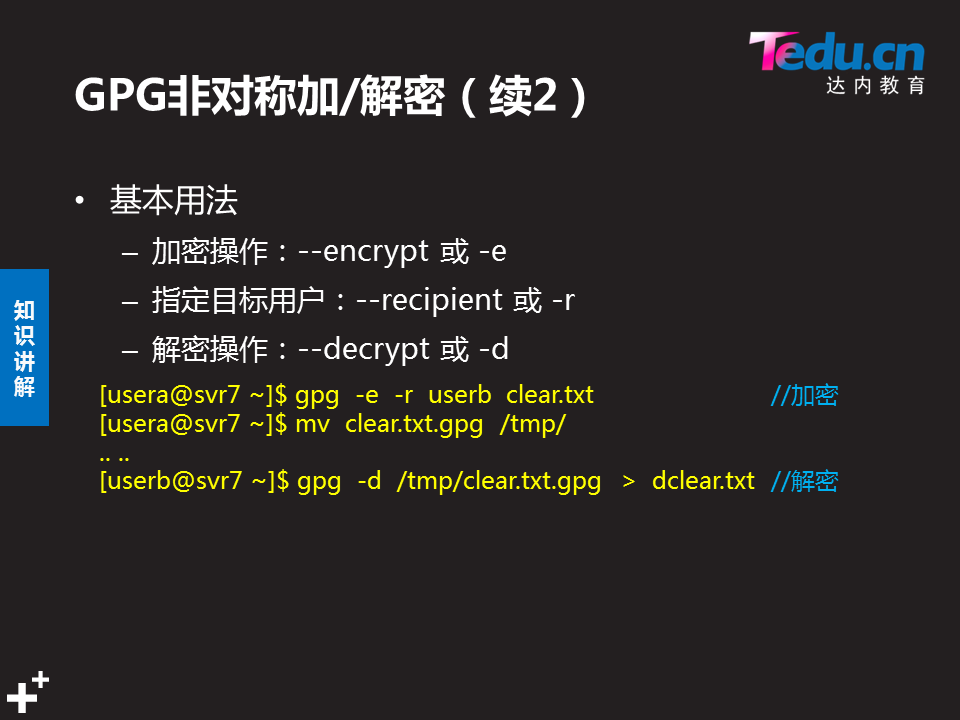 Tedu.cn
达内教育
GPG非对称加/解密（续2）
• 基本用法
– 加密操作：--encrypt 或 -e
– 指定目标用户：--recipient 或 -r
– 解密操作：--decrypt 或 -d
知识讲解
[usera@svr7 ~]$ gpg -e -r userb clear.txt //加密
[usera@svr7 ~]$ mv clear.txt.gpg /tmp/
.. ..
[userb@svr7 ~]$ gpg -d /tmp/clear.txt.gpg > dclear.txt //解密